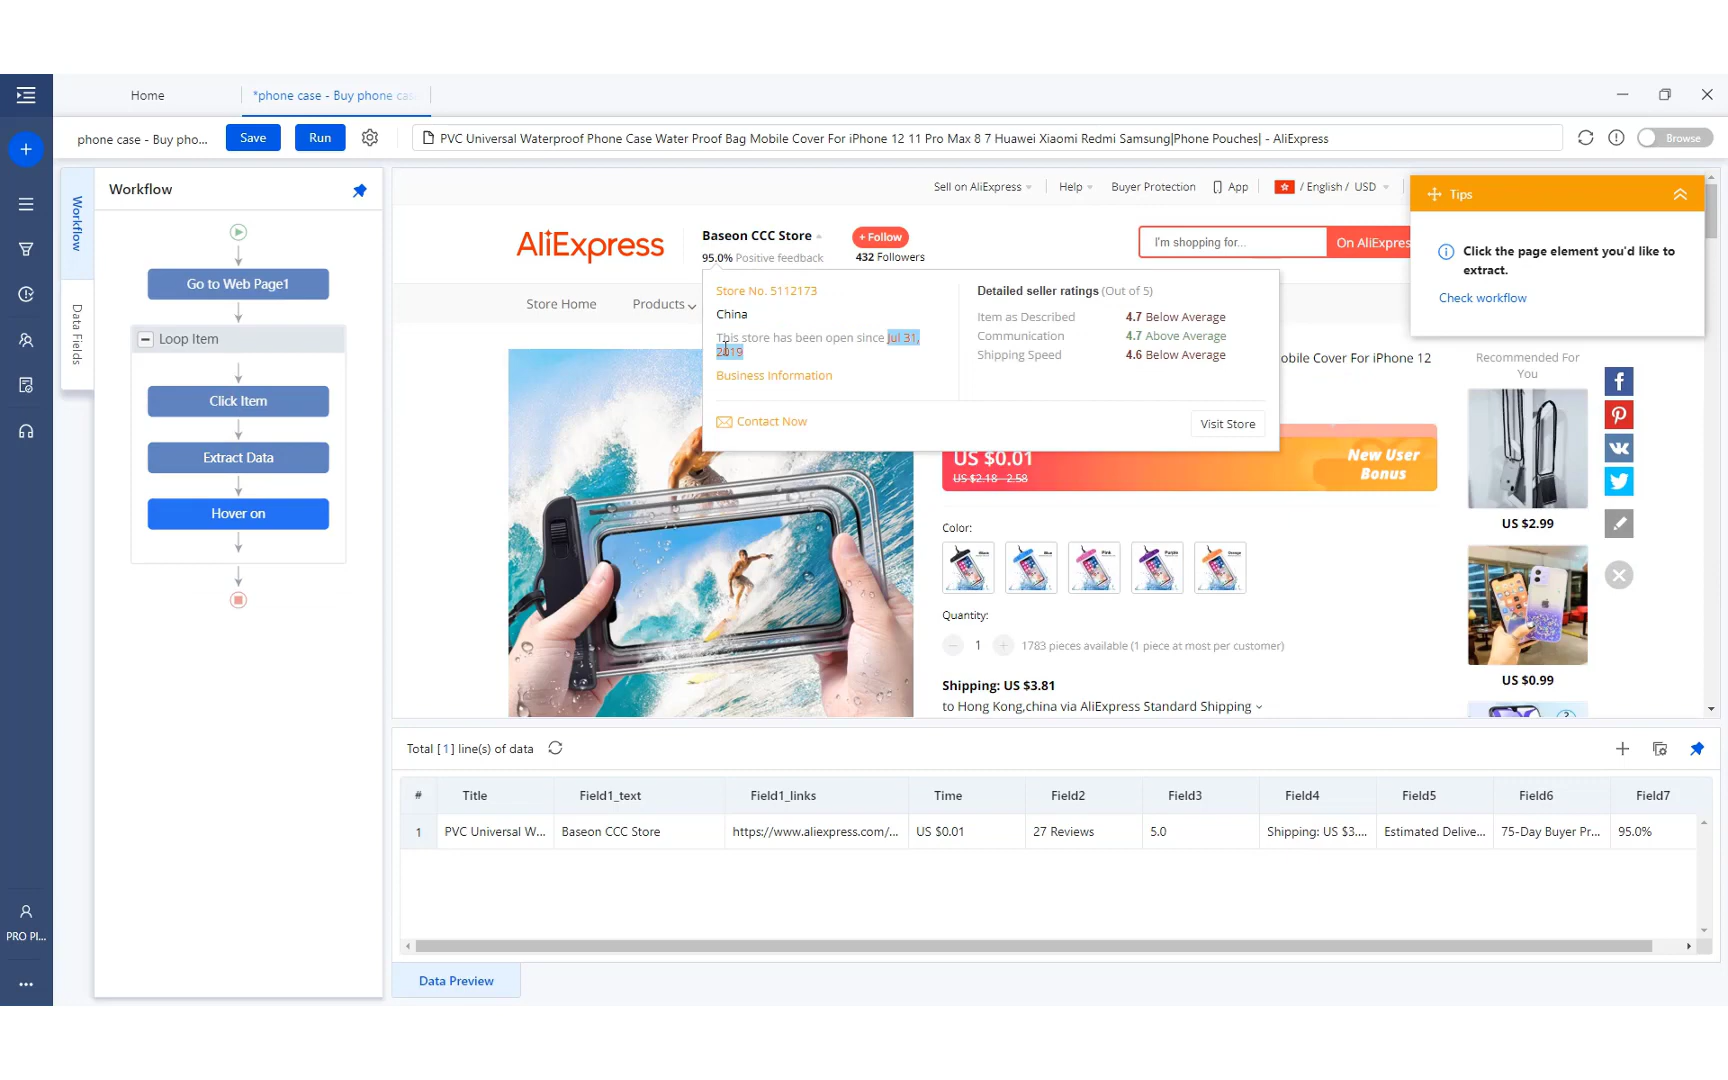 Home
*phone case - Buy phone cas
phone case - Buy pho...
Save
Run
PVC Universal Waterproof Phone Case Water Proof Bag Mobile Cover For iPhone 12 11 Pro Max 8 7 Huawei Xiaomi Redmi Samsung|Phone Pouches| - AliExpress
Browse
Workflow
Data Fields
Workflow
Go to Web Page1
Loop Item
Click Item
Extract Data
Hover on
PRO Pl...
Sell on AliExpress
Help
Buyer Protection
App
/ English / USD
AliExpress
Baseon CCC Store
95.0% Positive feedback
+ Follow
432 Followers
I'm shopping for...
On AliExpress
Tips
Click the page element you'd like to
extract.
Check workflow
Store Home
Products
Store No. 5112173
China
This store has been open since Jul 31,
2019
Business Information
Contact Now
Detailed seller ratings (Out of 5)
Item as Described 4.7 Below Average
Communication 4.7 Above Average
Shipping Speed 4.6 Below Average
Visit Store
obile Cover For iPhone 12
US $0.01
US $2.18 - 2.58
New User
Bonus
Color:
Quantity:
1
1783 pieces available (1 piece at most per customer)
Shipping: US $3.81
to Hong Kong,china via AliExpress Standard Shipping
Recommended For
You
US $2.99
US $0.99
Total [1] line(s) of data
# Title Field1_text Field1_links Time Field2 Field3 Field4 Field5 Field6 Field7
1 PVC Universal W... Baseon CCC Store https://www.aliexpress.com/... US $0.01 27 Reviews 5.0 Shipping: US $3.... Estimated Delive... 75-Day Buyer Pr... 95.0%
Data Preview